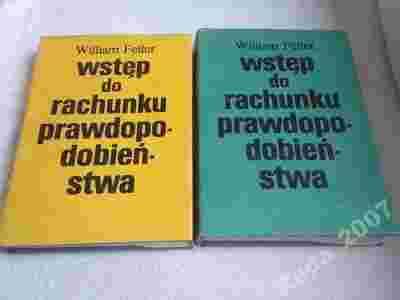 William Feller
wstęp
do
rachunku
prawdopo-
dobień-
stwa
William Feller
wstęp
do
rachunku
prawdopo-
dobień-
stwa
2007